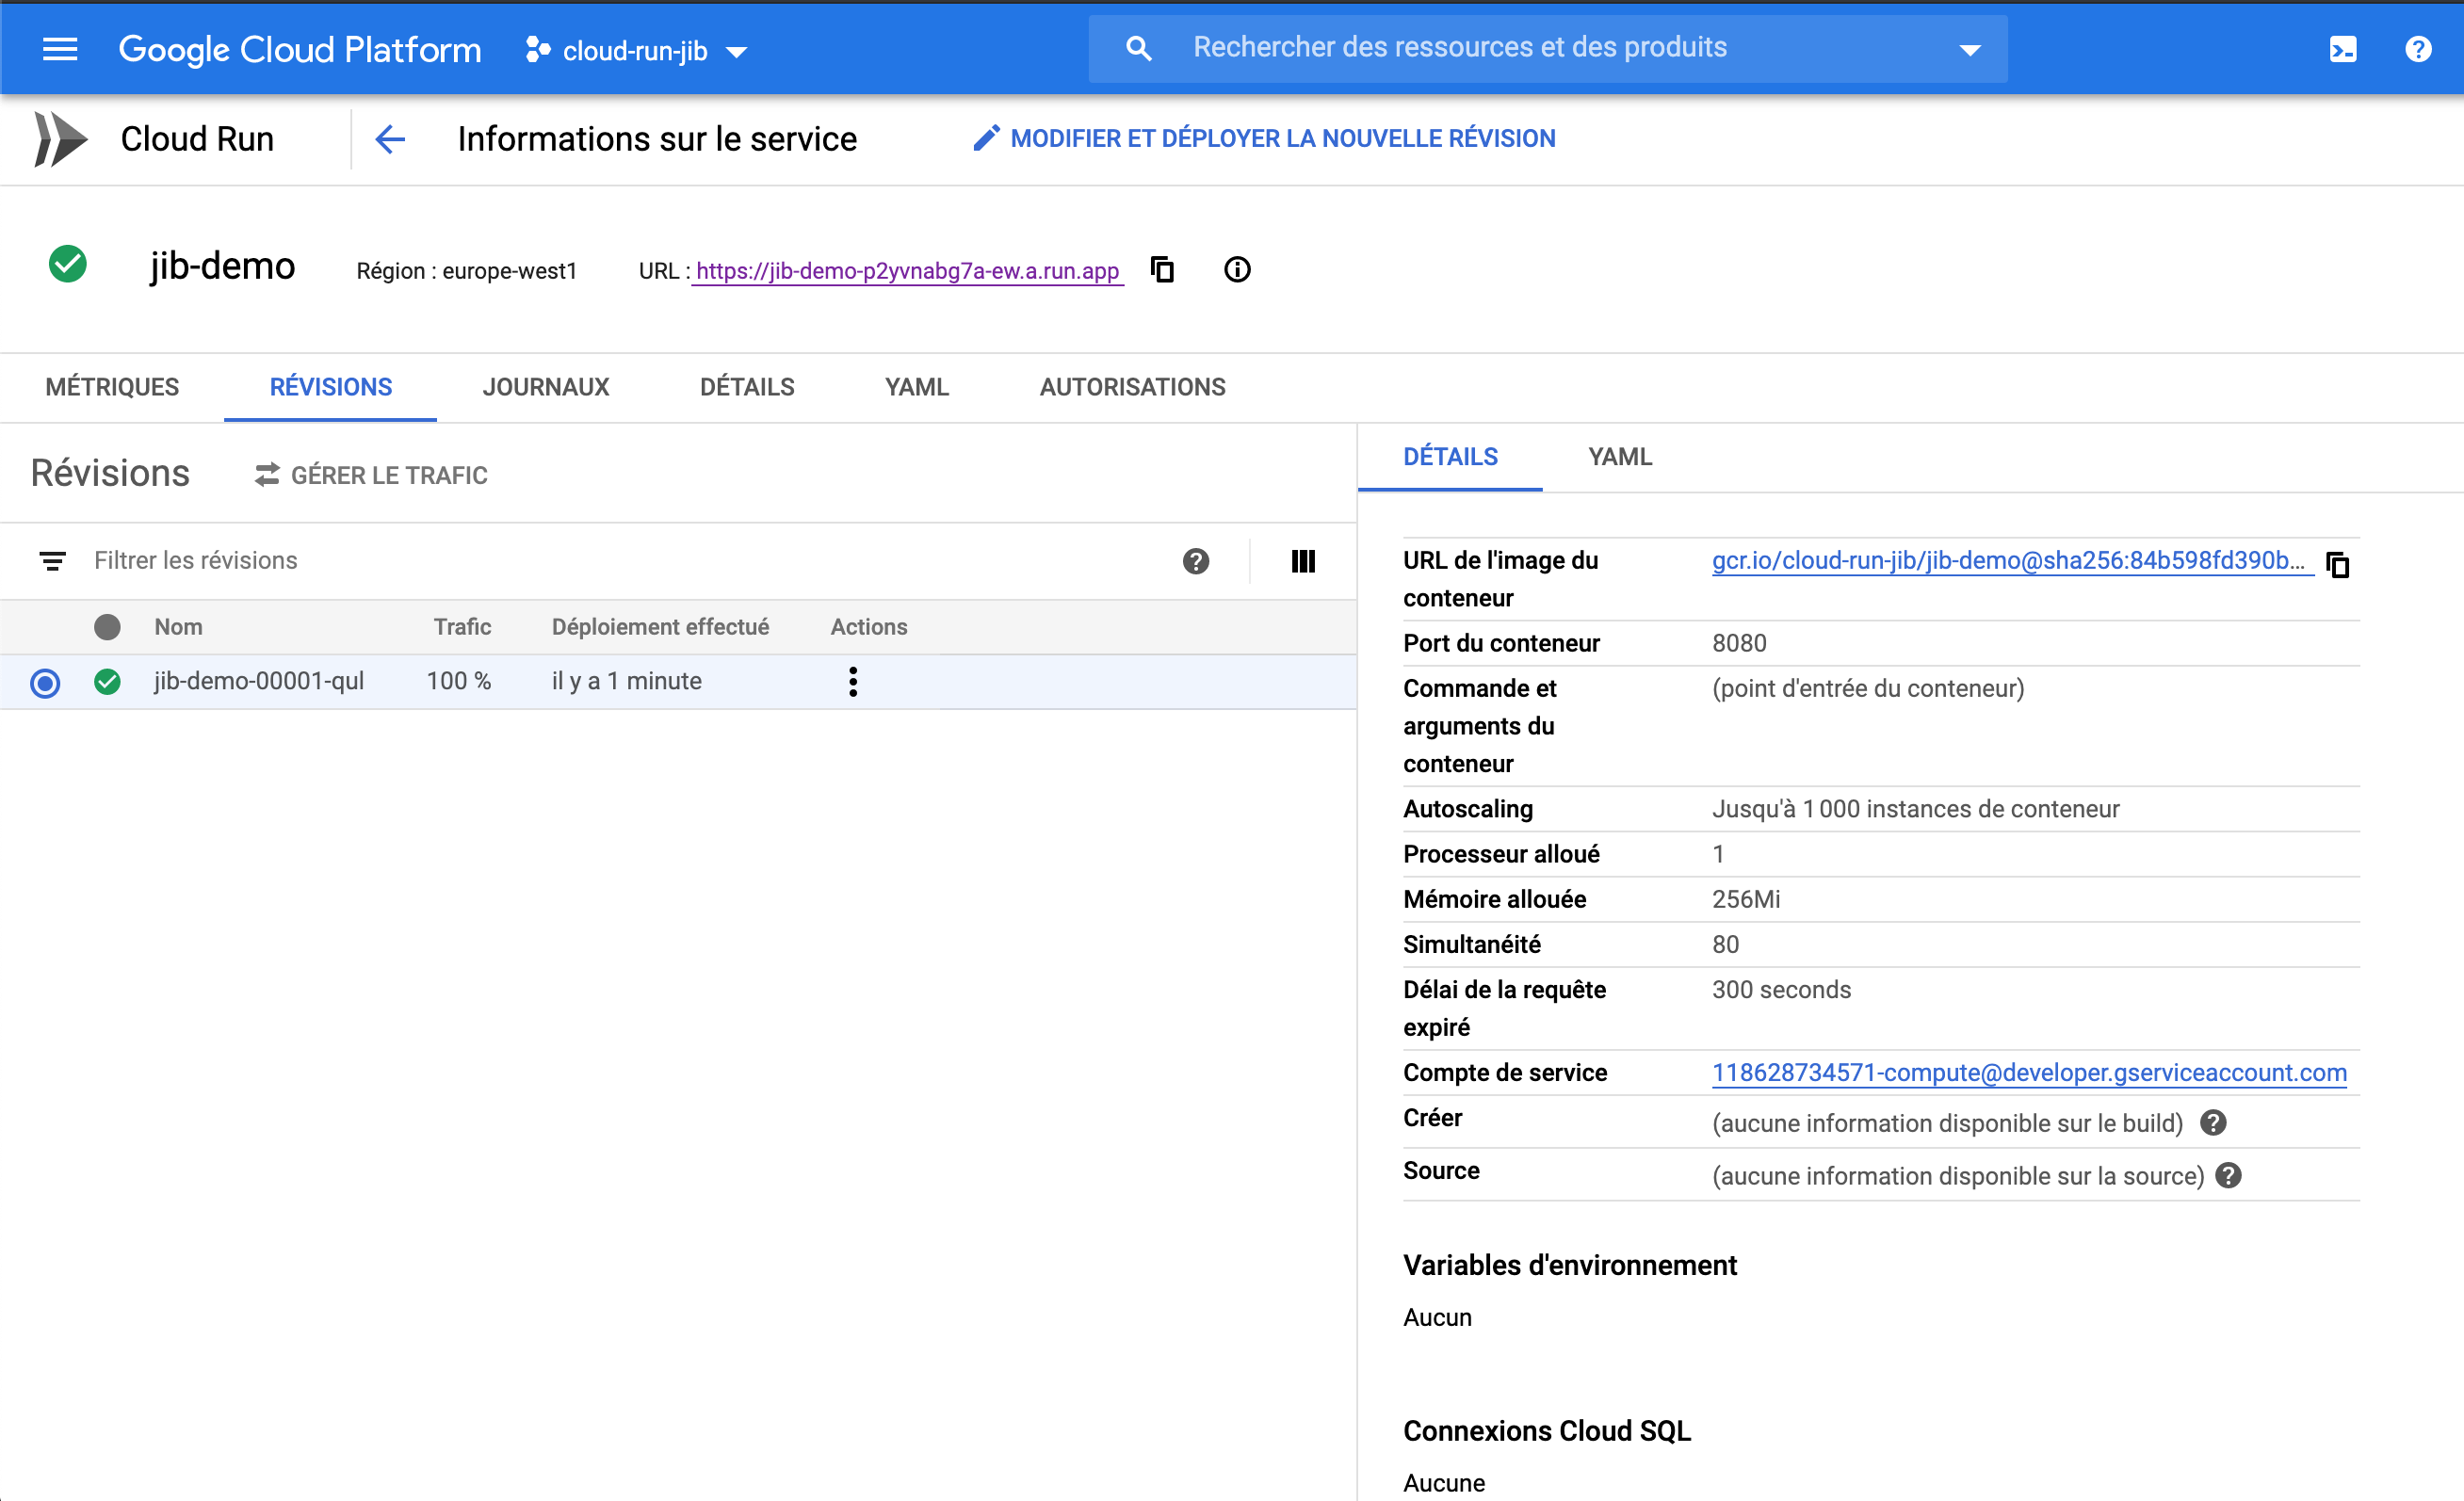 Google Cloud Platform
cloud-run-jib
Rechercher des ressources et des produits
Cloud Run
Informations sur le service
MODIFIER ET DÉPLOYER LA NOUVELLE RÉVISION
jib-demo
Région : europe-west1
URL : https://jib-demo-p2yvnabg7a-ew.a.run.app
MÉTRIQUES
RÉVISIONS
JOURNAUX
DÉTAILS
YAML
AUTORISATIONS
Révisions
GÉRER LE TRAFIC
Filtrer les révisions
Nom Trafic Déploiement effectué Actions
jib-demo-00001-qul 100 % il y a 1 minute
DÉTAILS
YAML
URL de l'image du
conteneur
gcr.io/cloud-run-jib/jib-demo@sha256:84b598fd390b...
Port du conteneur
8080
Commande et
arguments du
conteneur
(point d'entrée du conteneur)
Autoscaling
Jusqu'à 1 000 instances de conteneur
Processeur alloué
1
Mémoire allouée
256Mi
Simultanéité
80
Délai de la requête
expiré
300 seconds
Compte de service
118628734571-compute@developer.gserviceaccount.com
Créer
(aucune information disponible sur le build)
Source
(aucune information disponible sur la source)
Variables d'environnement
Aucun
Connexions Cloud SQL
Aucune